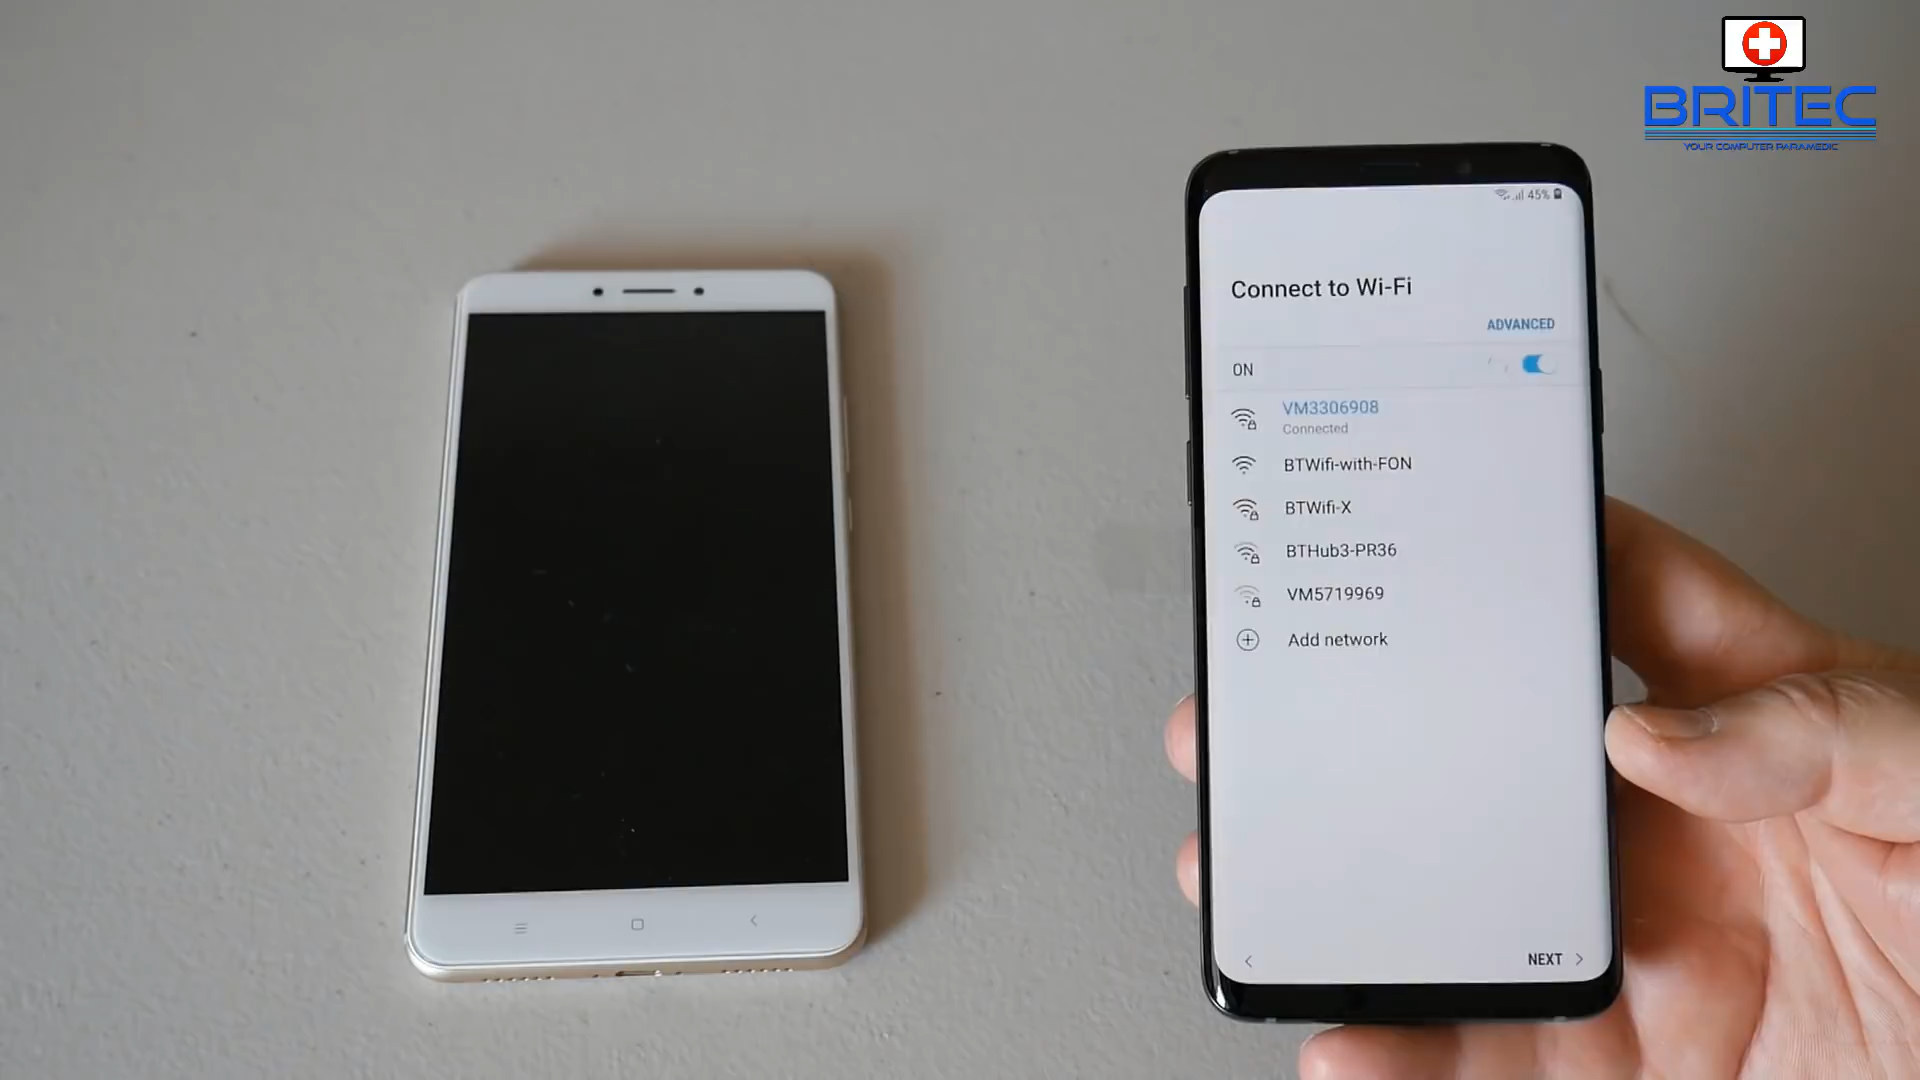 BRITEC
YOUR COMPUTER PARAMEDIC
45%
Connect to Wi-Fi
ADVANCED
ON
VM3306908
Connected
BTWifi-with-FON
BTWifi-X
BTHub3-PR36
VM5719969
Add network
NEXT